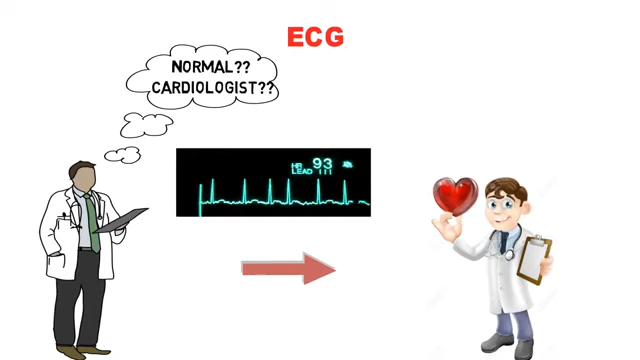 ECG
NORMAL??
CARDIOLOGIST??
HR 93
LEAD III